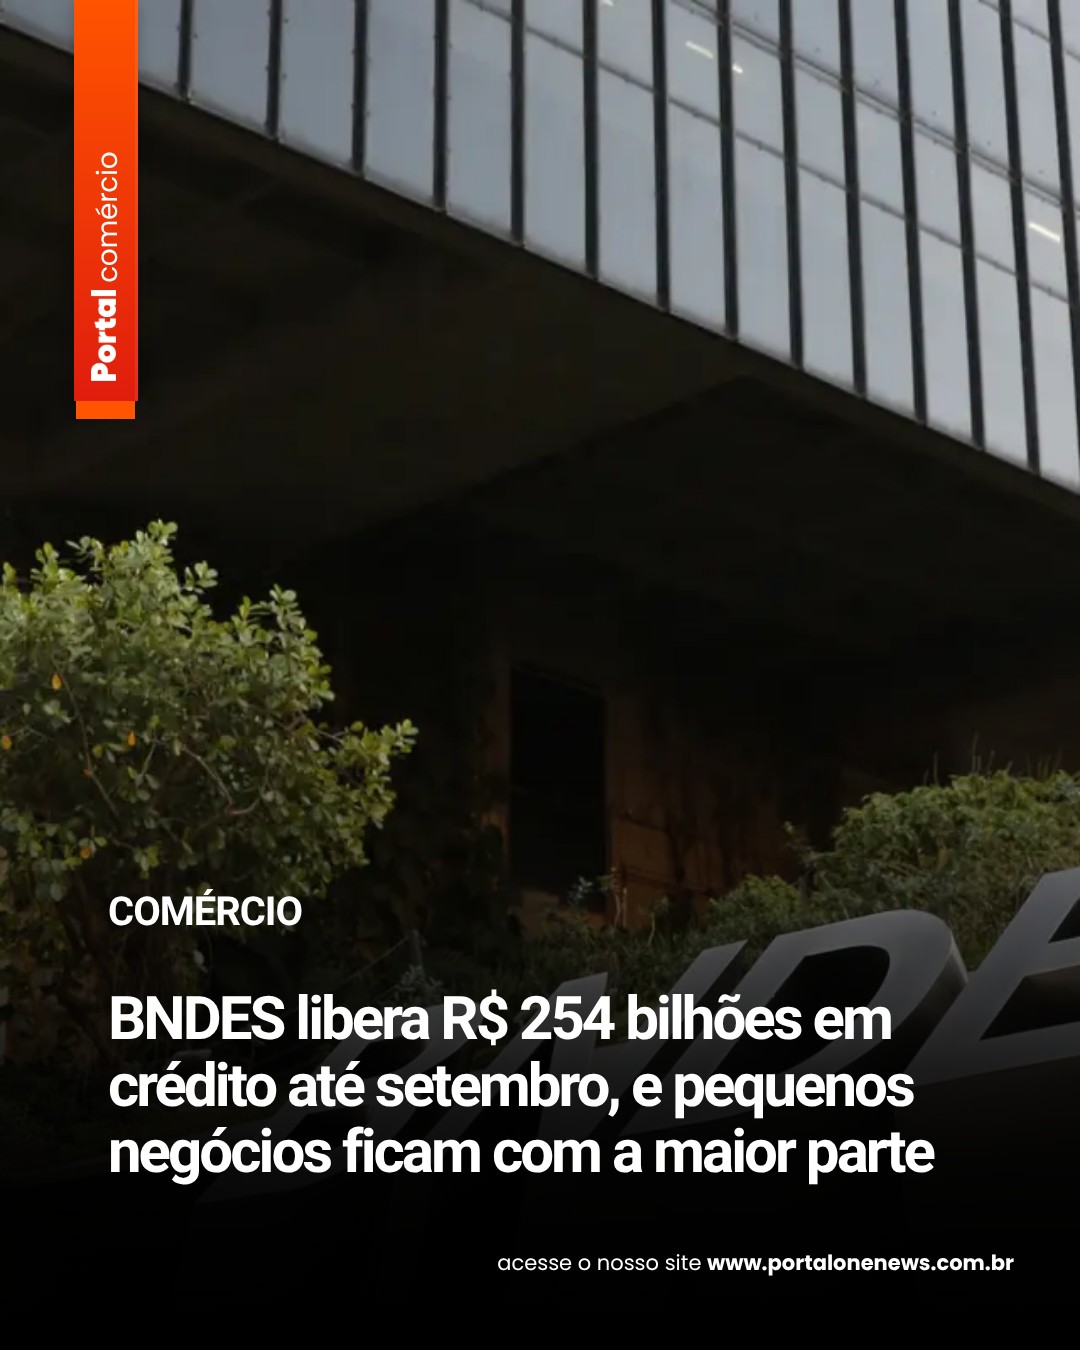 Portal comércio
COMÉRCIO
BNDES libera R$ 254 bilhões em
crédito até setembro, e pequenos
negócios ficam com a maior parte
BNDE
acesse o nosso site www.portalonenews.com.br